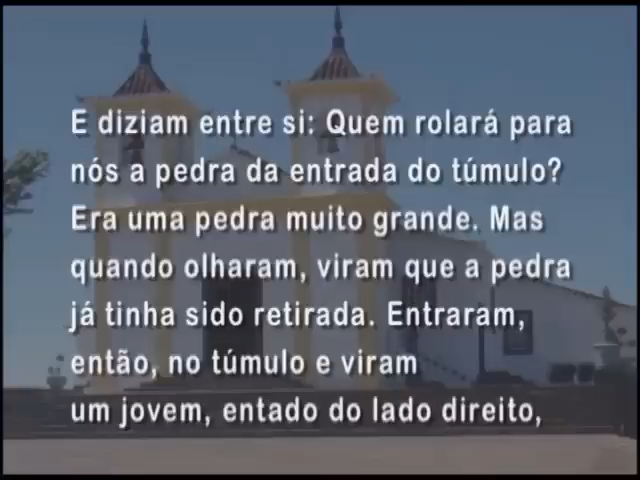 E diziam entre si: Quem rolará para
nós a pedra da entrada do túmulo?
Era uma pedra muito grande. Mas
quando olharam, viram que a pedra
já tinha sido retirada. Entraram,
então, no túmulo e viram
um jovem, entado do lado direito,